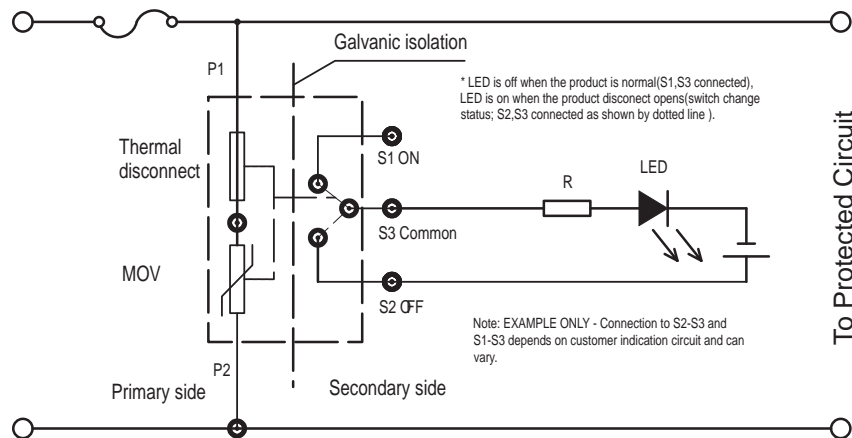 Galvanic isolation
P1
* LED is off when the product is normal(S1,S3 connected),
LED is on when the product disconect opens(switch change
status; S2,S3 connected as shown by dotted line ).
Thermal
disconnect
S1 ON
R
LED
S3 Common
MOV
S2 OFF
Note: EXAMPLE ONLY - Connection to S2-S3 and
S1-S3 depends on customer indication circuit and can
vary.
P2
Primary side
Secondary side
To Protected Circuit